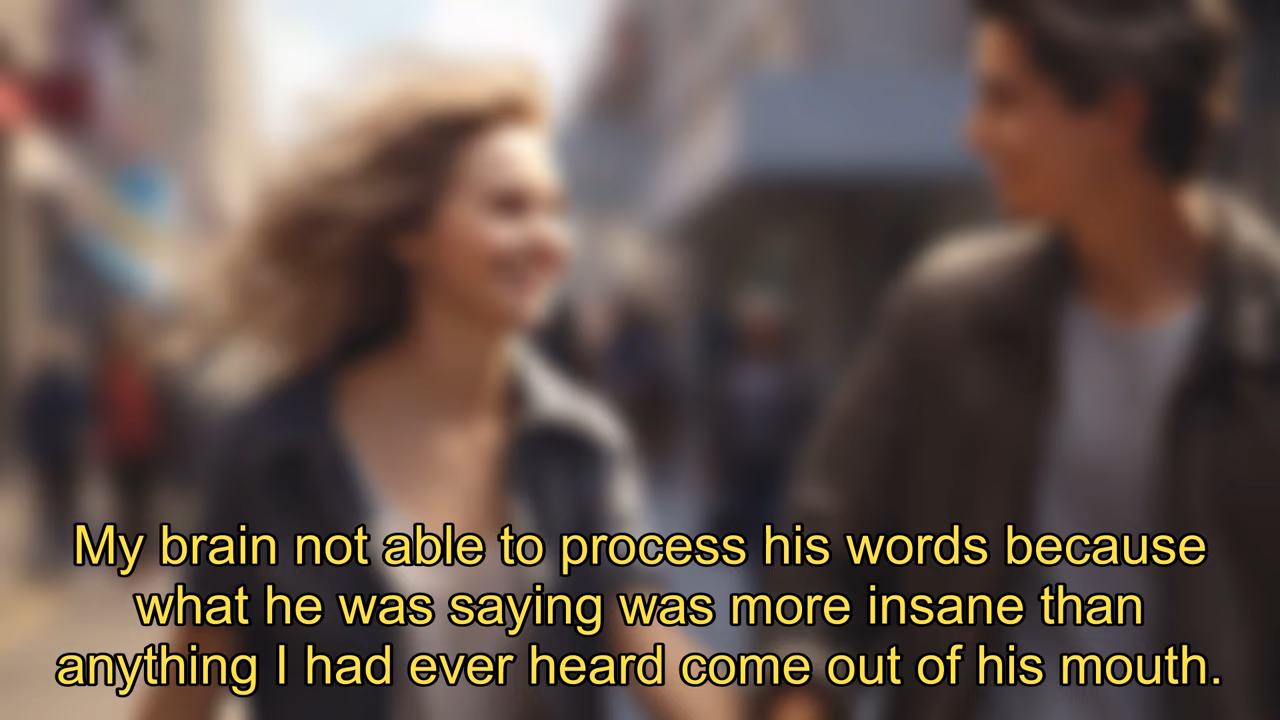 My brain not able to process his words because
what he was saying was more insane than
anything I had ever heard come out of his mouth.